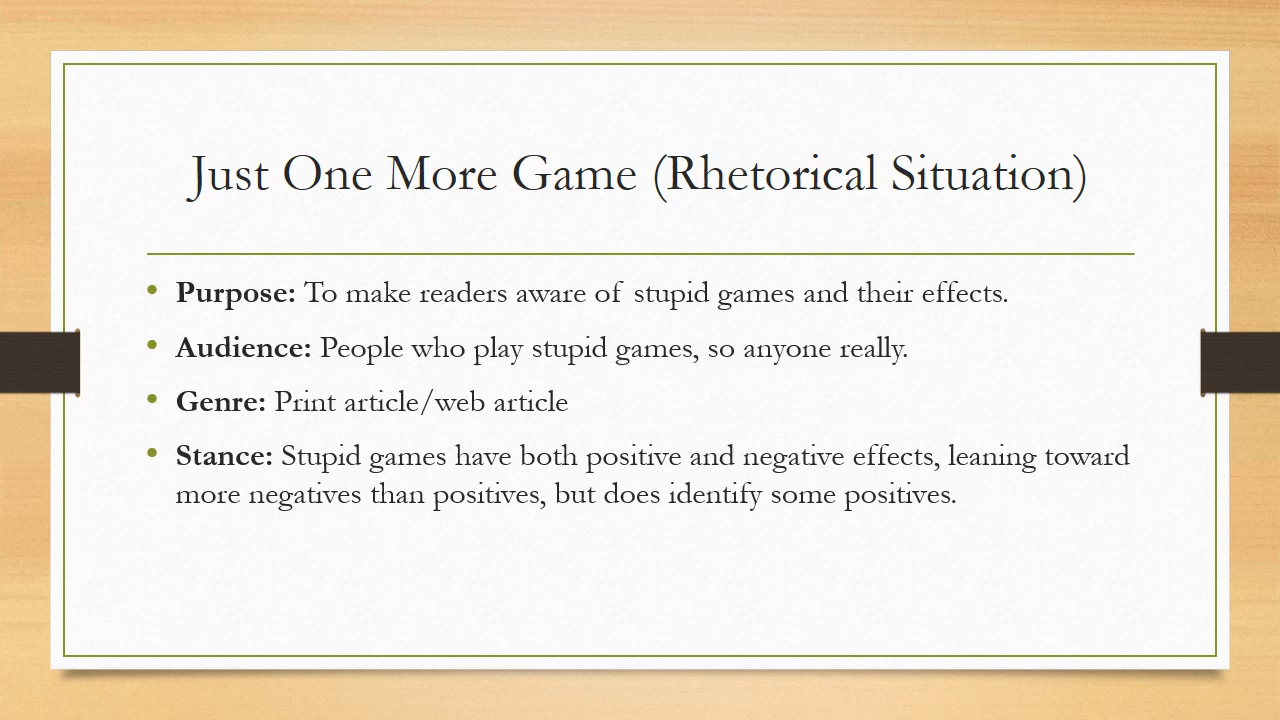 Just One More Game (Rhetorical Situation)
• Purpose: To make readers aware of stupid games and their effects.
• Audience: People who play stupid games, so anyone really.
• Genre: Print article/web article
• Stance: Stupid games have both positive and negative effects, leaning toward
more negatives than positives, but does identify some positives.